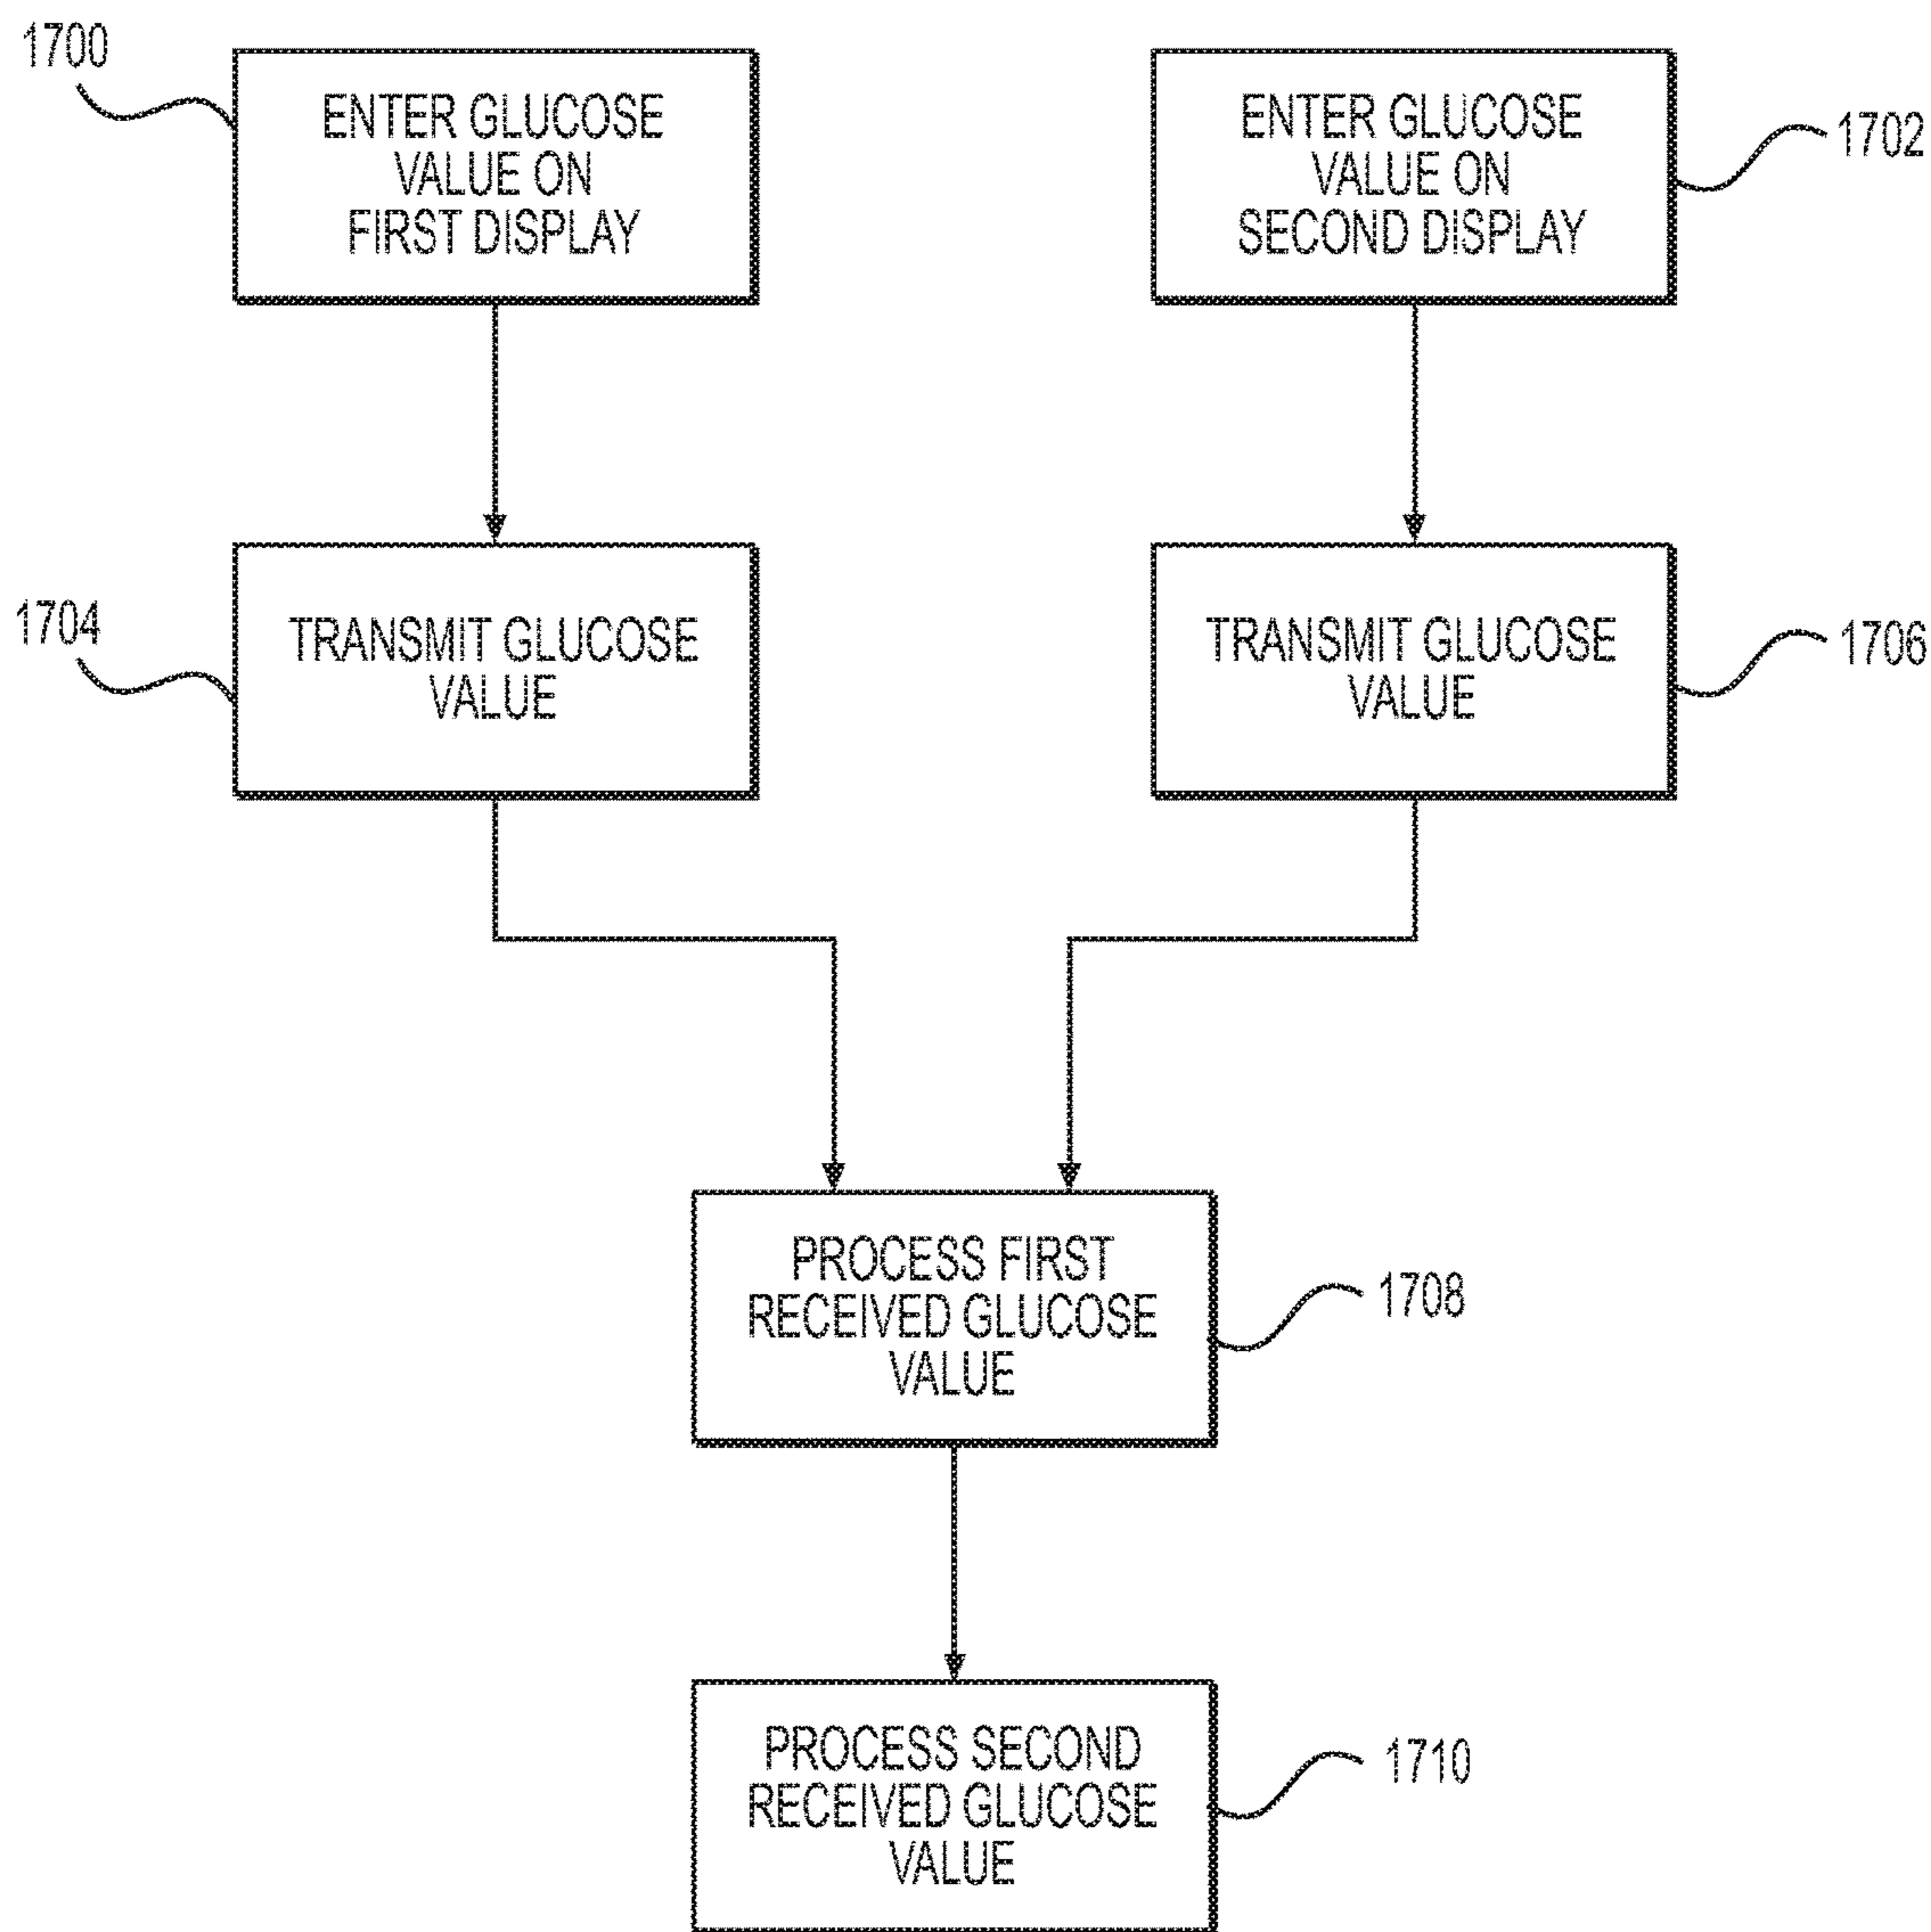 1700
ENTER GLUCOSE
VALUE ON
FIRST DISPLAY
ENTER GLUCOSE
VALUE ON
SECOND DISPLAY
1702
1704
TRANSMIT GLUCOSE
VALUE
TRANSMIT GLUCOSE
VALUE
1706
PROCESS FIRST
RECEIVED GLUCOSE
VALUE
1708
PROCESS SECOND
RECEIVED GLUCOSE
VALUE
1710